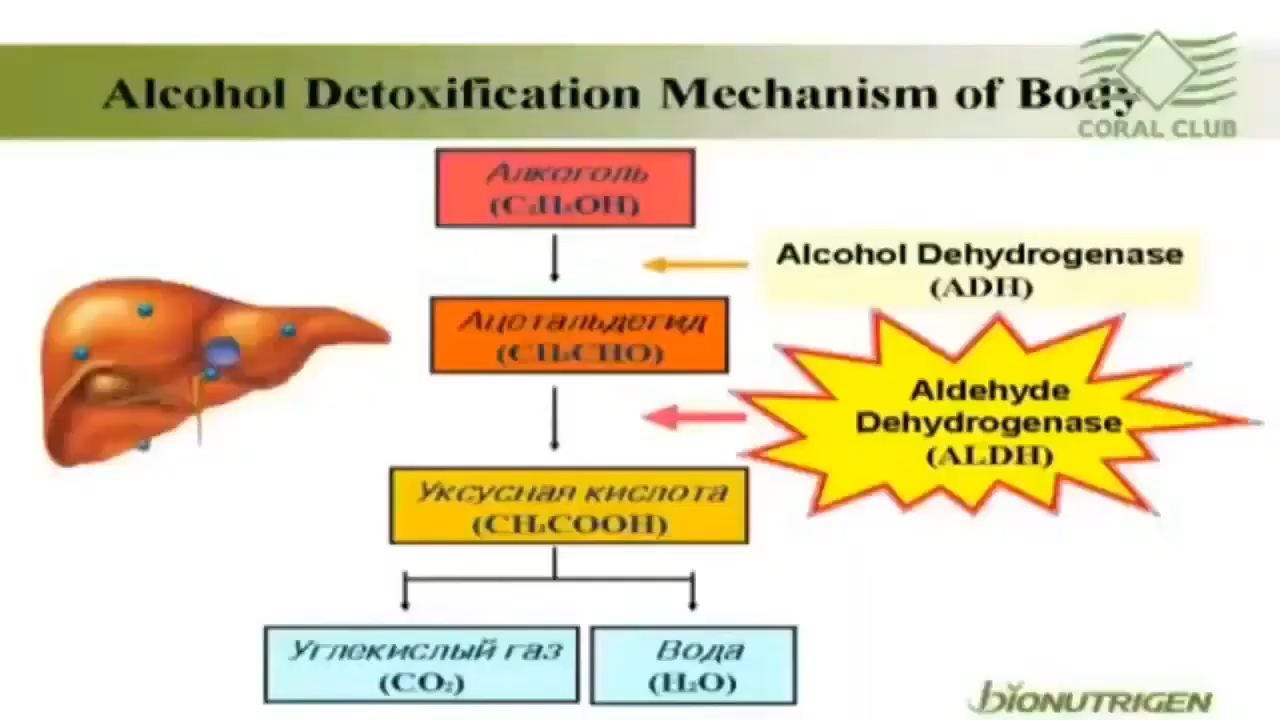 Alcohol Detoxification Mechanism of Body
CORAL CLUB
Алкоголь
(C₂H₅OH)
Alcohol Dehydrogenase
(ADH)
Ацетальдегид
(CH₃CHO)
Aldehyde
Dehydrogenase
(ALDH)
Уксусная кислота
(CH₃COOH)
Углекислый газ
(CO₂)
Вода
(H₂O)
BIONUTRIGEN